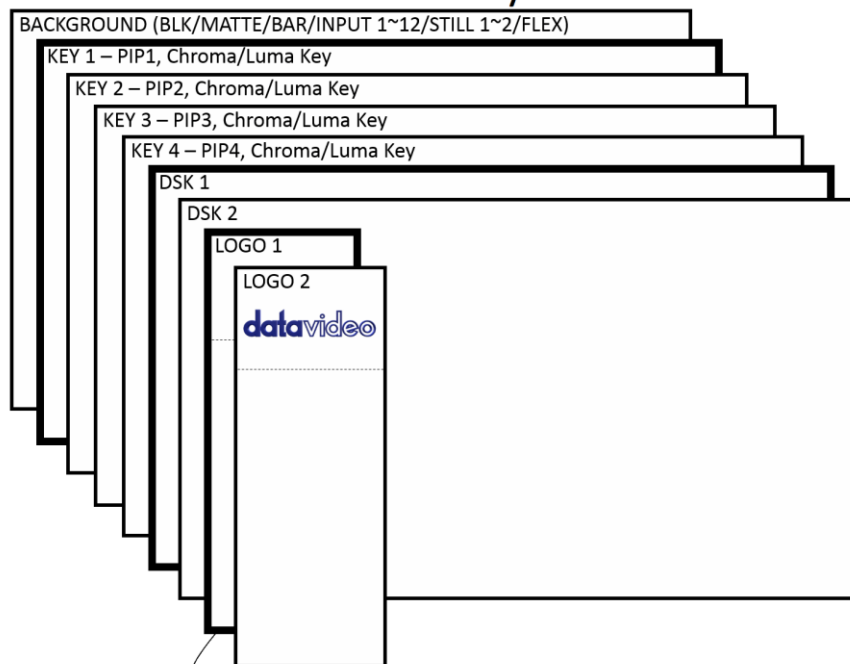 BACKGROUND (BLK/MATTE/BAR/INPUT 1~12/STILL 1~2/FLEX)
KEY 1 – PIP1, Chroma/Luma Key
KEY 2 – PIP2, Chroma/Luma Key
KEY 3 – PIP3, Chroma/Luma Key
KEY 4 – PIP4, Chroma/Luma Key
DSK 1
DSK 2
LOGO 1
LOGO 2
datavideo